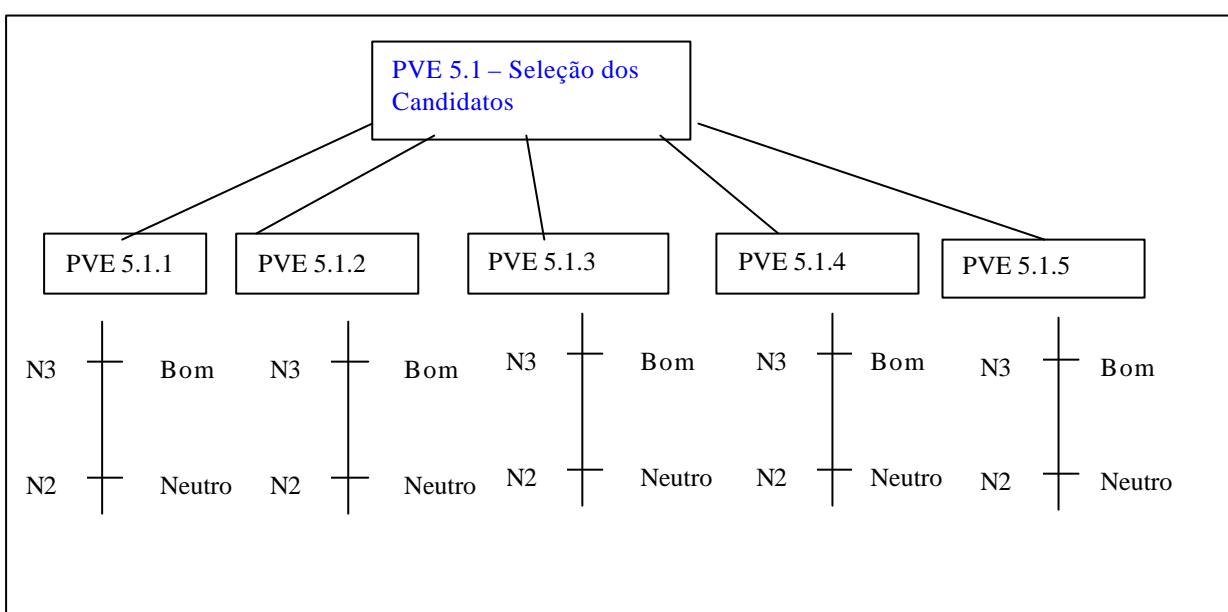 PVE 5.1 – Seleção dos
Candidatos
PVE 5.1.1 PVE 5.1.2 PVE 5.1.3 PVE 5.1.4 PVE 5.1.5
N3 Bom N3 Bom N3 Bom N3 Bom N3 Bom
N2 Neutro N2 Neutro N2 Neutro N2 Neutro N2 Neutro